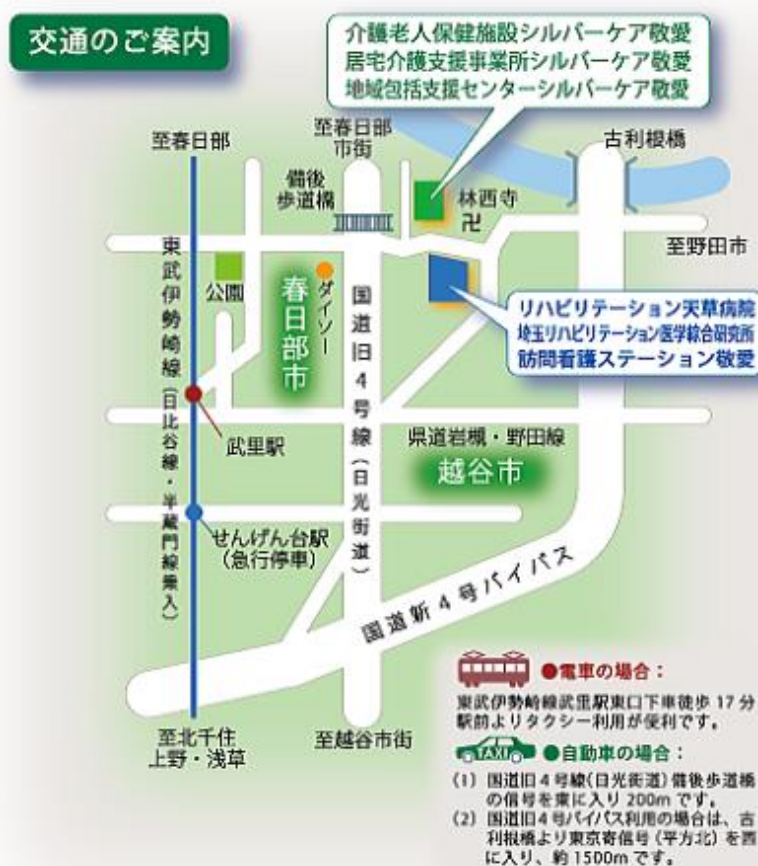 交通のご案内
介護老人保健施設シルバーケア敬愛
居宅介護支援事業所シルバーケア敬愛
地域包括支援センターシルバーケア敬愛
至春日部
至春日部
市街
古利根橋
備後
歩道橋
林西寺
卍
至野田市
東武伊勢崎線(日比谷線・半蔵門線乗入)
公園
春日部市
ダイソー
国道旧4号線(日光街道)
リハビリテーション天草病院
埼玉リハビリテーション医学綜合研究所
訪問看護ステーション敬愛
武里駅
県道岩槻・野田線
越谷市
せんげん台駅
(急行停車)
国道新4号バイパス
至北千住
上野・浅草
至越谷市街
●電車の場合:
東武伊勢崎線武里駅東口下車徒歩17分
駅前よりタクシー利用が便利です。
TAXI
●自動車の場合:
(1) 国道旧4号線(日光街道)備後歩道橋
の信号を東に入り200mです。
(2) 国道旧4号バイパス利用の場合は、古
利根橋より東京寄信号(平方北)を西
に入り、約1500mです。